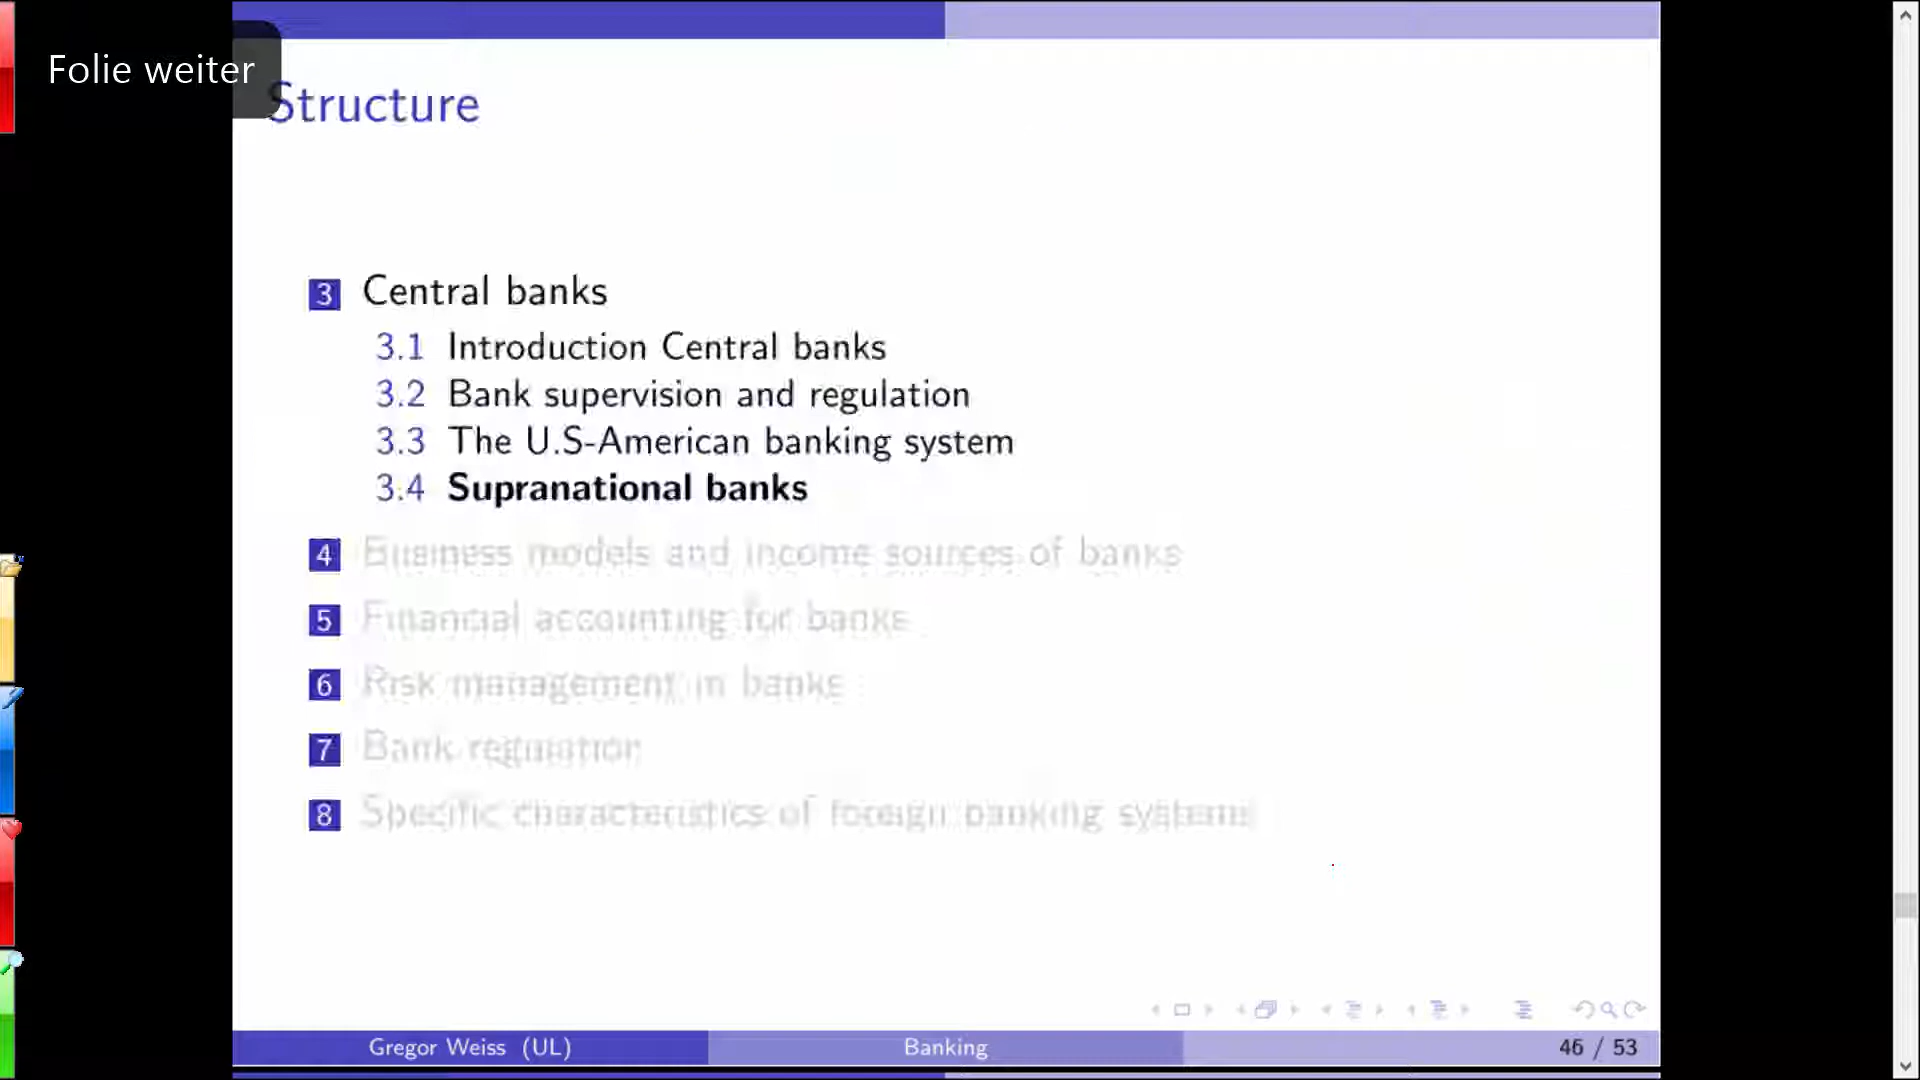 Folie weiter
Structure
3 Central banks
3.1 Introduction Central banks
3.2 Bank supervision and regulation
3.3 The U.S-American banking system
3.4 Supranational banks
4 Business models and income sources of banks
5 Financial accounting for banks
6 Risk management in banks
7 Bank regulation
8 Specific characteristics of foreign banking systems
Gregor Weiss (UL) Banking 46 / 53